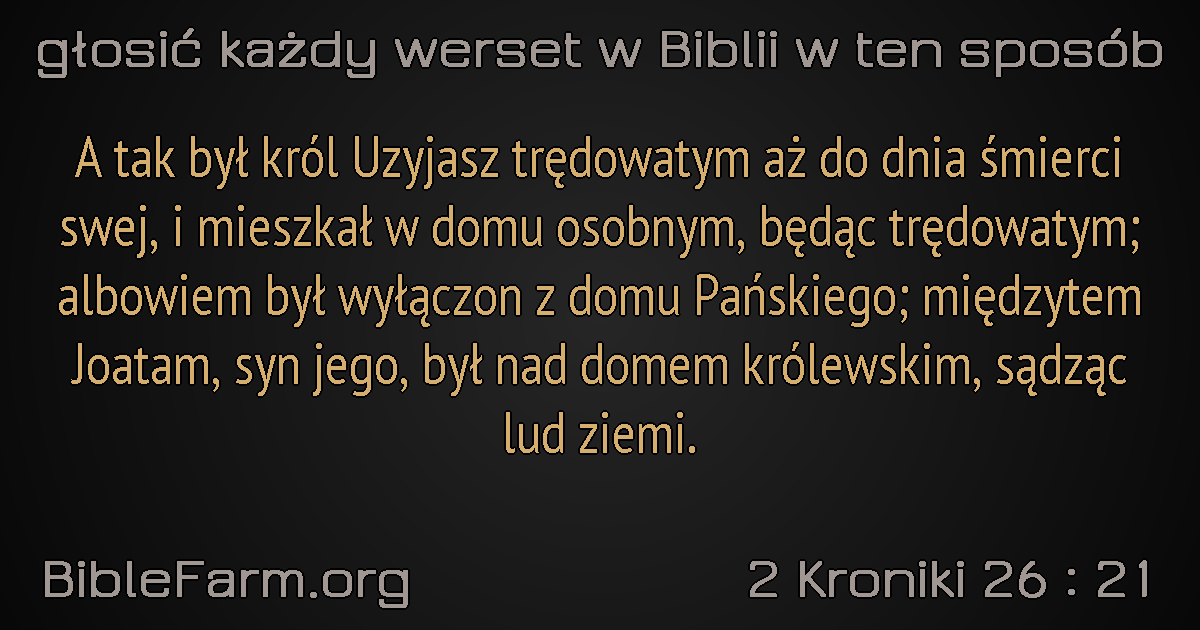 głosić każdy werset w Biblii w ten sposób
A tak był król Uzyjasz trędowatym aż do dnia śmierci
swej, i mieszkał w domu osobnym, będąc trędowatym;
albowiem był wyłączon z domu Pańskiego; międzytem
Joatam, syn jego, był nad domem królewskim, sądząc
lud ziemi.
BibleFarm.org
2 Kroniki 26 : 21